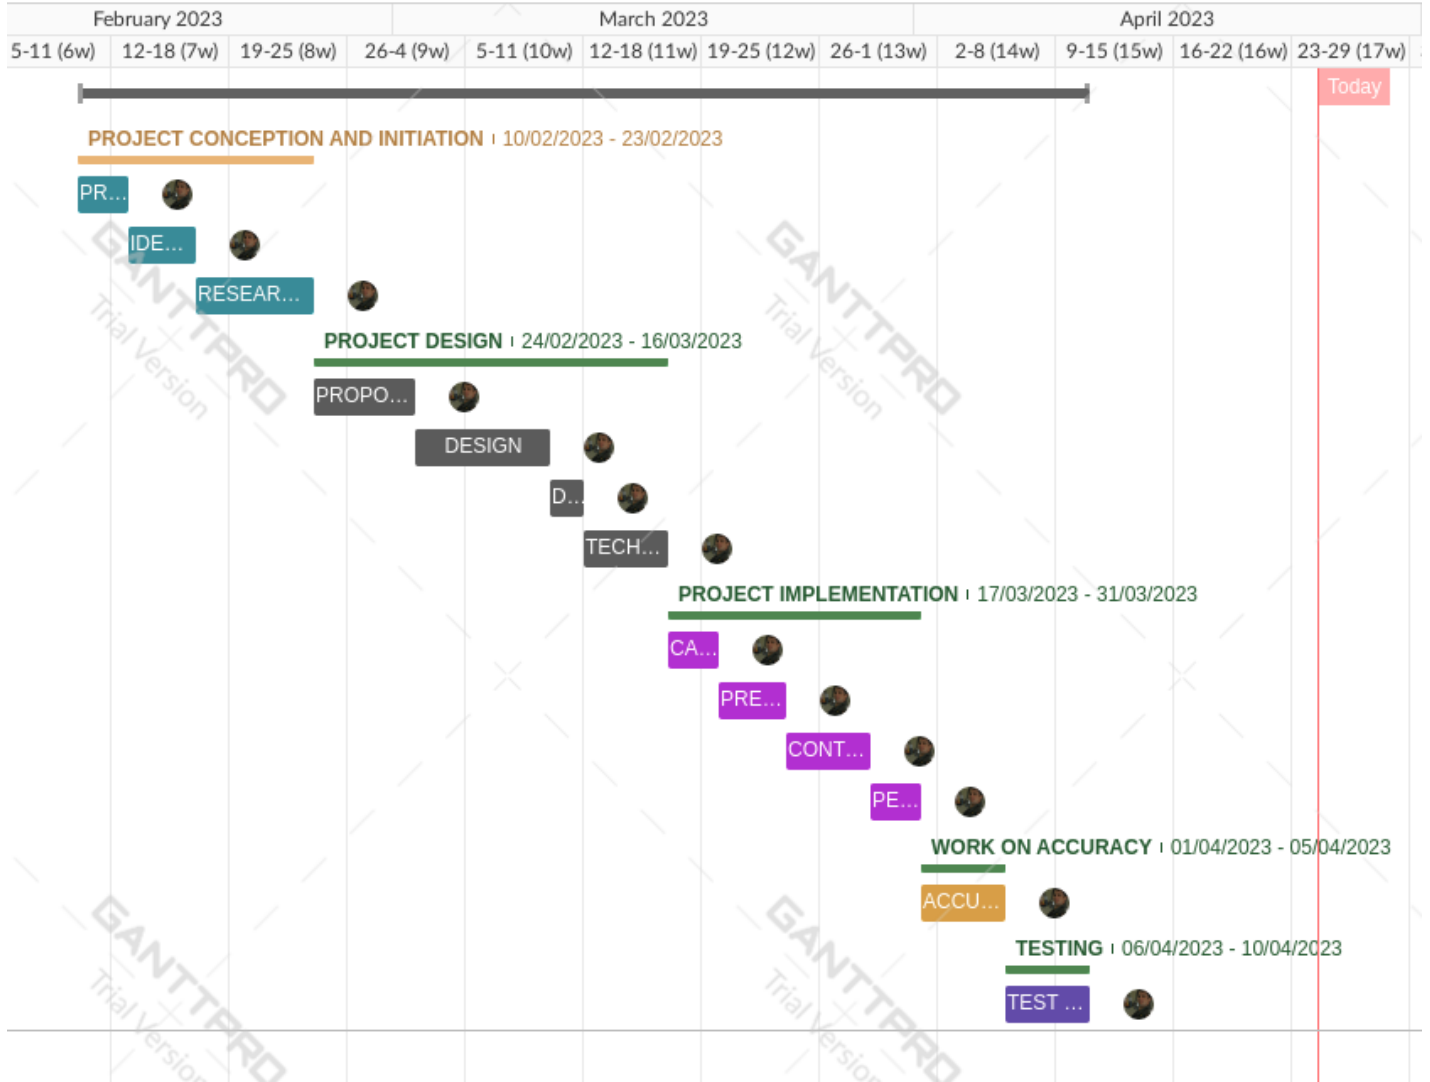 February 2023 March 2023 April 2023
5-11 (6w) 12-18 (7w) 19-25 (8w) 26-4 (9w) 5-11 (10w) 12-18 (11w) 19-25 (12w) 26-1 (13w) 2-8 (14w) 9-15 (15w) 16-22 (16w) 23-29 (17w)
Today
PROJECT CONCEPTION AND INITIATION ı 10/02/2023 - 23/02/2023
PR...
IDE...
RESEAR...
PROJECT DESIGN ı 24/02/2023 - 16/03/2023
PROPO...
DESIGN
D...
TECH...
PROJECT IMPLEMENTATION ı 17/03/2023 - 31/03/2023
CA...
PRE...
CONT...
PE...
WORK ON ACCURACY ı 01/04/2023 - 05/04/2023
ACCU...
TESTING ı 06/04/2023 - 10/04/2023
TEST ...
GANTTPRO
Trial Version
GANTTPRO
Trial Version
GANTTPRO
Trial Version
GANTTPRO
Trial Version